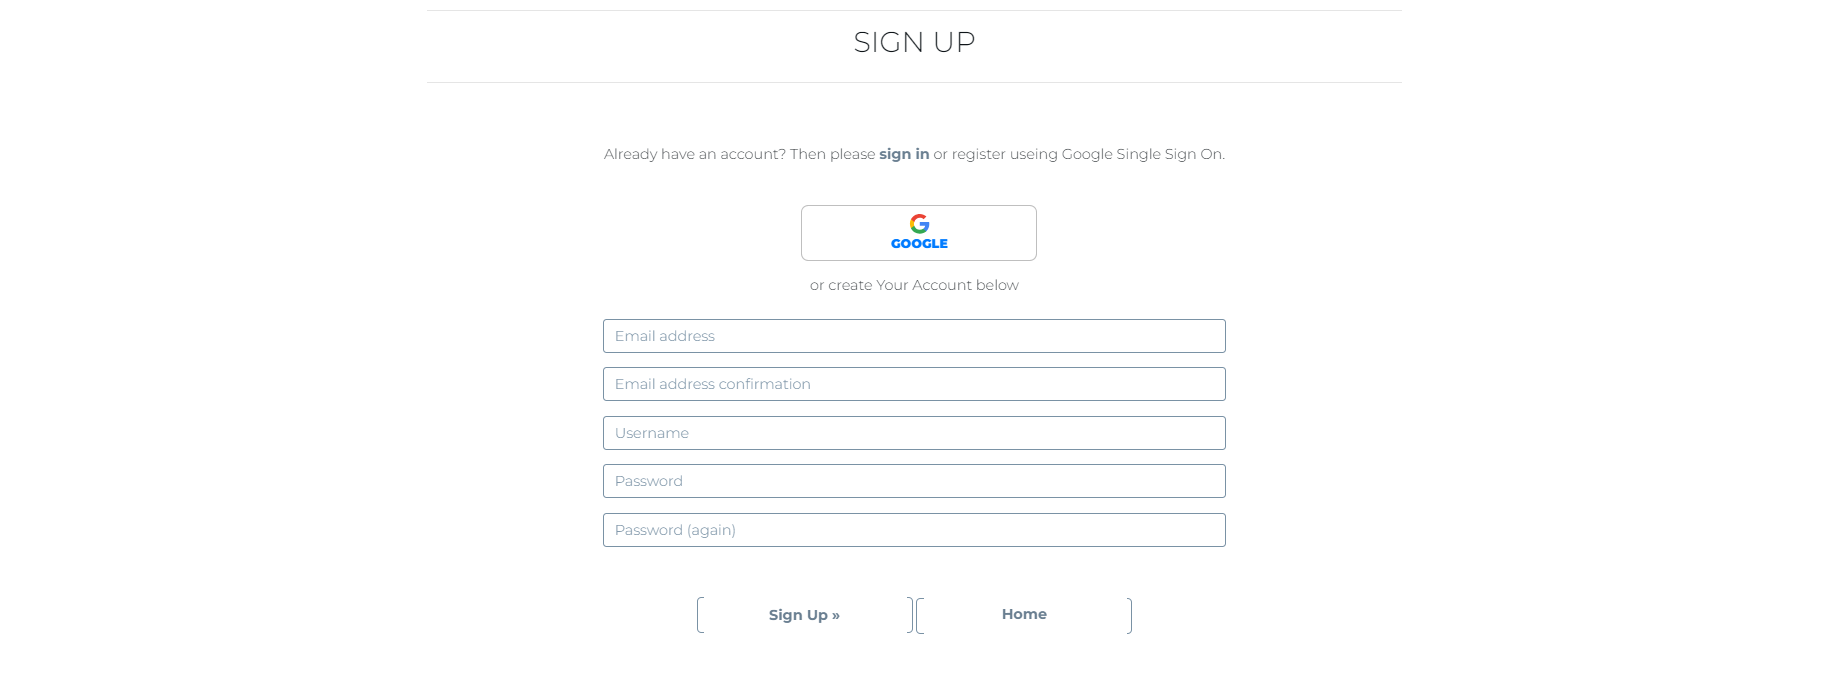 SIGN UP
Already have an account? Then please sign in or register useing Google Single Sign On.
GOOGLE
or create Your Account below
Email address
Email address confirmation
Username
Password
Password (again)
Sign Up » Home